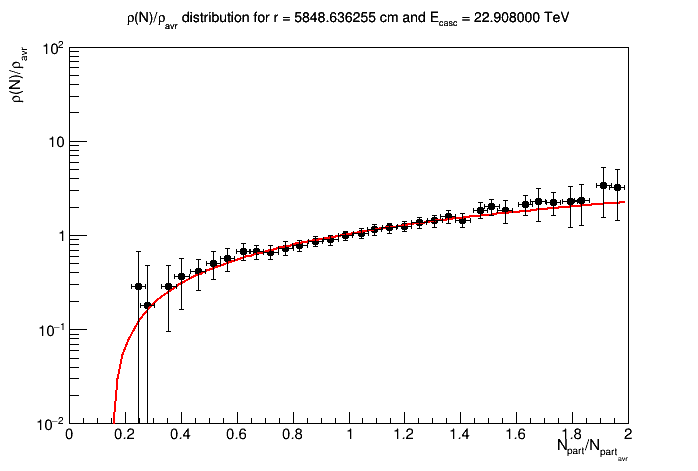 ρ(N)/ρ_avr distribution for r = 5848.636255 cm and E_casc = 22.908000 TeV
ρ(N)/ρ_avr
10²
10
1
10⁻¹
10⁻²
0 0.2 0.4 0.6 0.8 1 1.2 1.4 1.6 1.8 2
N_part/N_part_avr